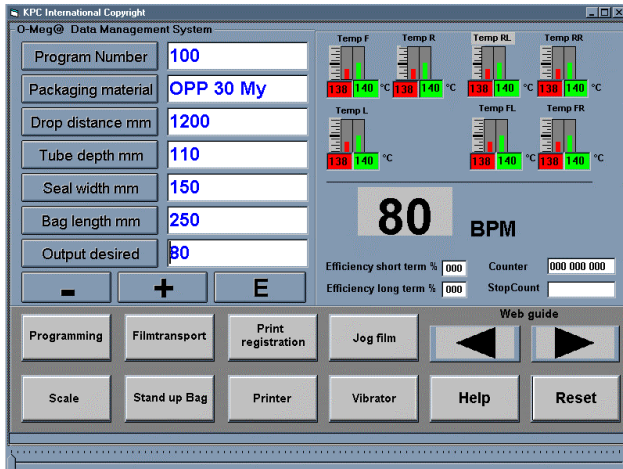 KPC International Copyright
O-Meg@ Data Management System
Program Number 100
Packaging material OPP 30 My
Drop distance mm 1200
Tube depth mm 110
Seal width mm 150
Bag length mm 250
Output desired 80
- + E
Temp F Temp R Temp RL Temp RR
138 140 °C 138 140 °C 138 140 °C 138 140 °C
Temp L Temp FL Temp FR
138 140 °C 138 140 °C 138 140 °C
80 BPM
Efficiency short term % 000 Counter 000 000 000
Efficiency long term % 000 StopCount
Web guide
Programming Filmtransport Print registration Jog film
Scale Stand up Bag Printer Vibrator Help Reset